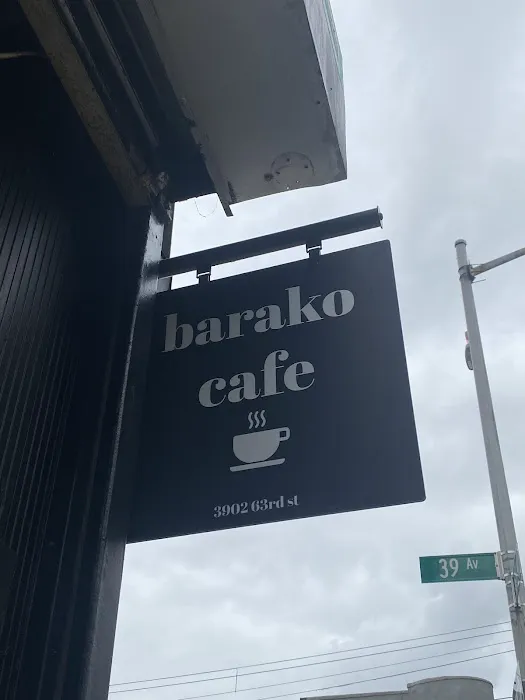 barako
cafe
3902 63rd st
39 Av